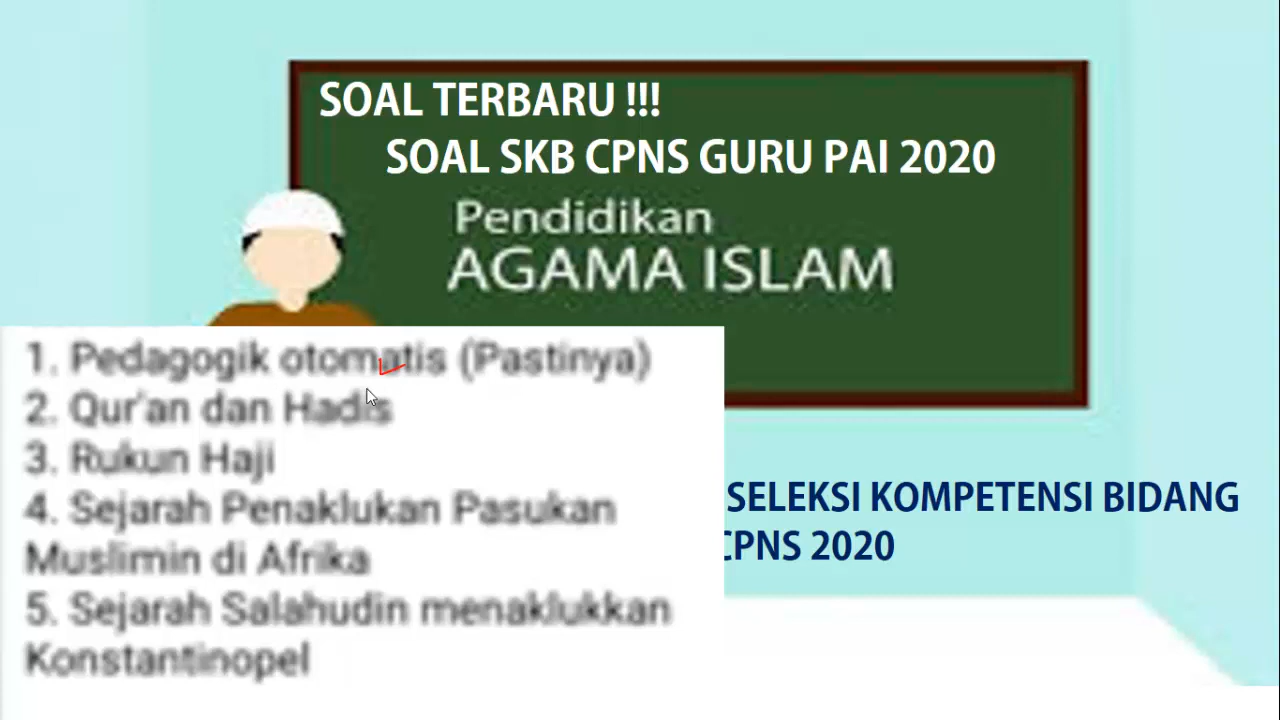 SOAL TERBARU !!!
SOAL SKB CPNS GURU PAI 2020
Pendidikan
AGAMA ISLAM
1. Pedagogik otomatis (Pastinya)
2. Qur'an dan Hadis
3. Rukun Haji
4. Sejarah Penaklukan Pasukan
Muslimin di Afrika
5. Sejarah Salahudin menaklukkan
Konstantinopel
SELEKSI KOMPETENSI BIDANG
CPNS 2020